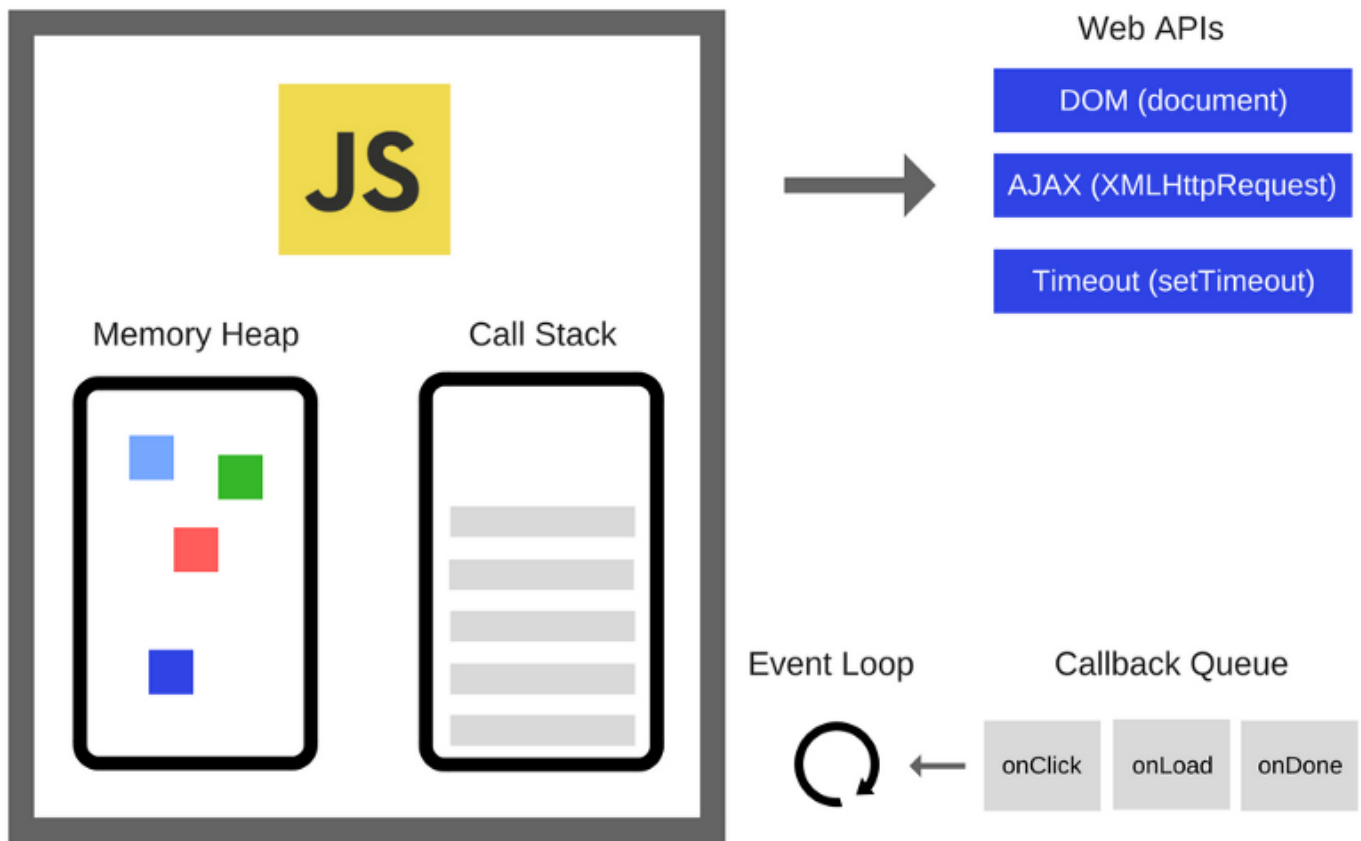 Web APIs
DOM (document)
JS
AJAX (XMLHttpRequest)
Timeout (setTimeout)
Memory Heap
Call Stack
Event Loop
Callback Queue
onClick
onLoad
onDone